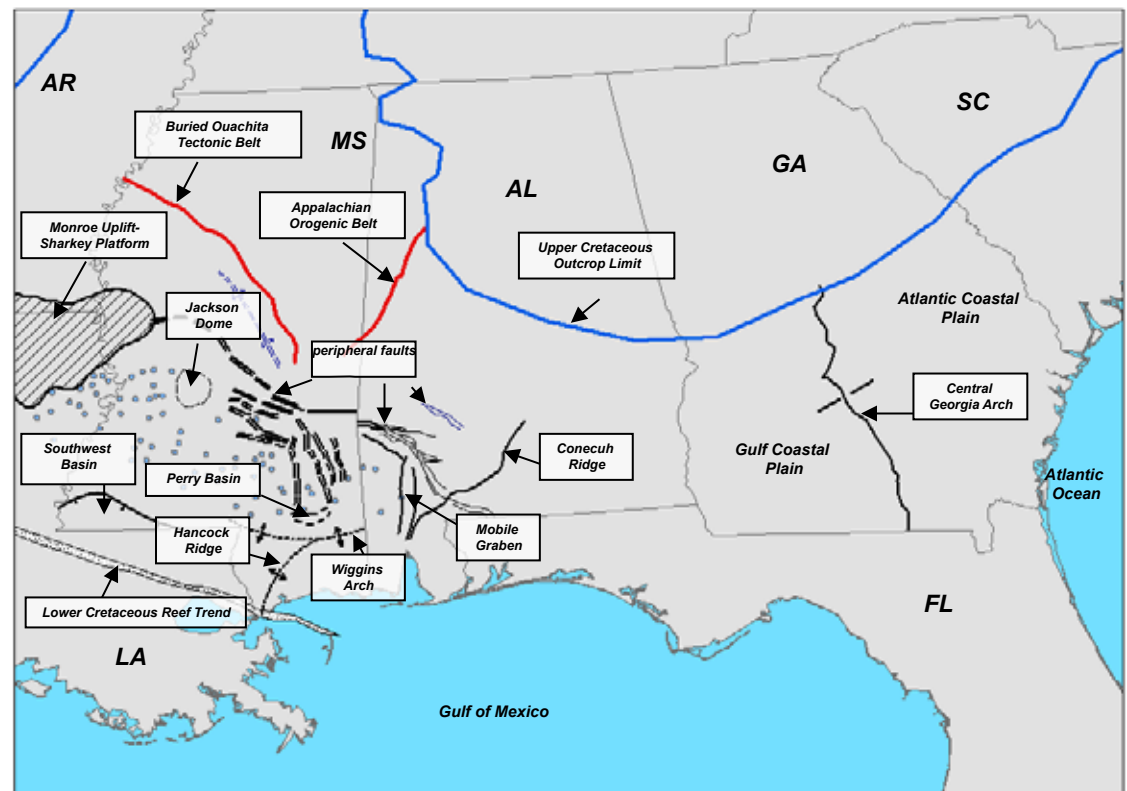 AR
SC
Buried Ouachita
Tectonic Belt
MS
GA
AL
Appalachian
Orogenic Belt
Monroe Uplift-
Sharkey Platform
Upper Cretaceous
Outcrop Limit
Jackson
Dome
Atlantic Coastal
Plain
peripheral faults
Central
Georgia Arch
Southwest
Basin
Conecuh
Ridge
Gulf Coastal
Plain
Perry Basin
Atlantic
Ocean
Hancock
Ridge
Mobile
Graben
Wiggins
Arch
Lower Cretaceous Reef Trend
FL
LA
Gulf of Mexico